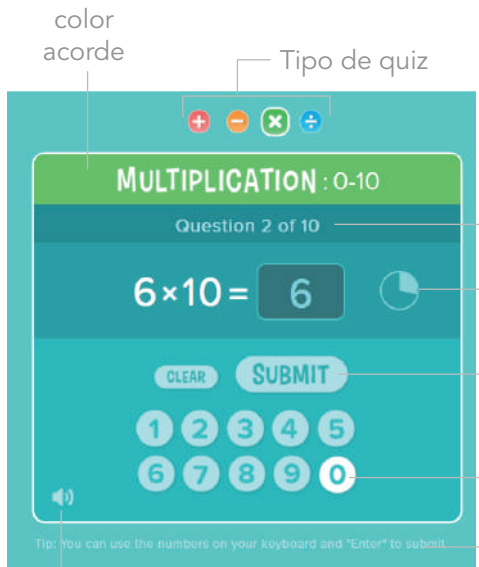 color
acorde
Tipo de quiz
+ − × ÷
MULTIPLICATION : 0-10
Question 2 of 10
6×10 = 6
CLEAR SUBMIT
1 2 3 4 5
6 7 8 9 0
Tip: You can use the numbers on your keyboard and "Enter" to submit.